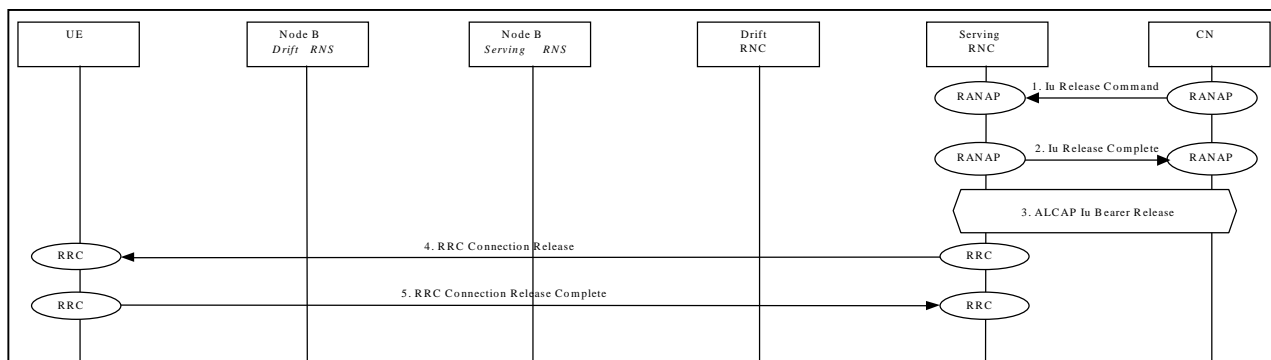 UE
Node B
Drift RNS
Node B
Serving RNS
Drift
RNC
Serving
RNC
CN
RANAP
1. Iu Release Command
RANAP
RANAP
2. Iu Release Complete
RANAP
3. ALCAP Iu Bearer Release
RRC
4. RRC Connection Release
RRC
RRC
5. RRC Connection Release Complete
RRC